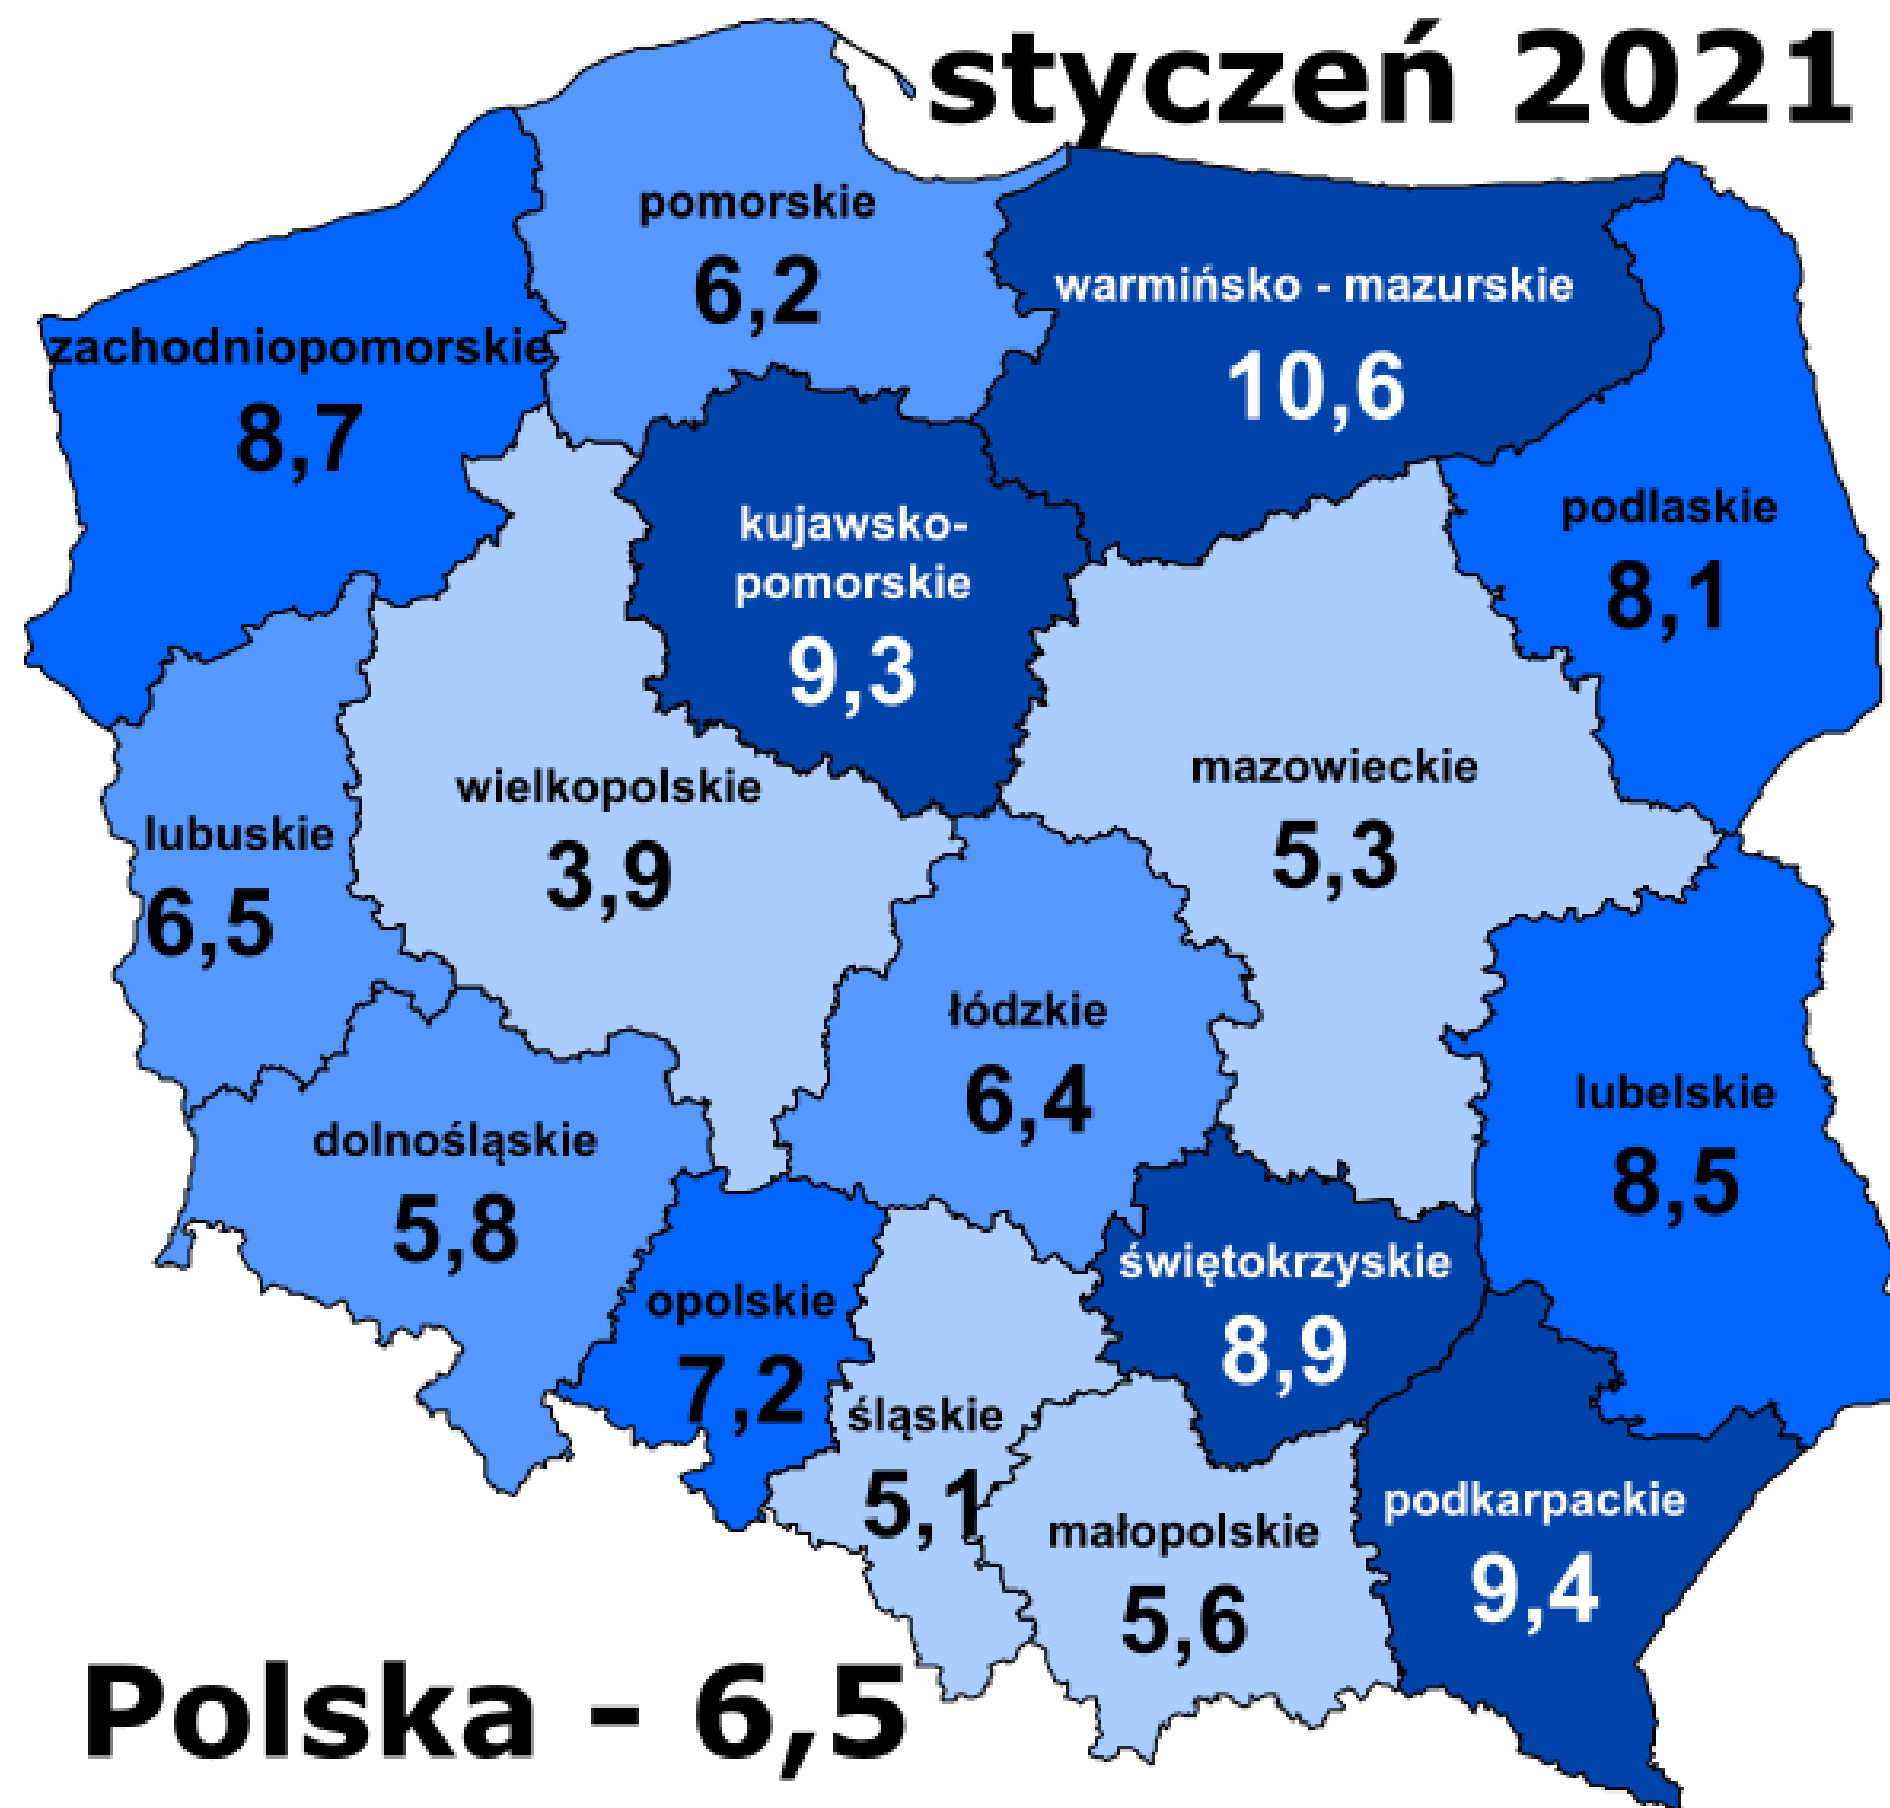 styczeń 2021
pomorskie
6,2
warmińsko - mazurskie
10,6
zachodniopomorskie
8,7
kujawsko-
pomorskie
9,3
podlaskie
8,1
wielkopolskie
3,9
mazowieckie
5,3
lubuskie
6,5
łódzkie
6,4
lubelskie
8,5
dolnośląskie
5,8
świętokrzyskie
8,9
opolskie
7,2
śląskie
5,1
małopolskie
5,6
podkarpackie
9,4
Polska - 6,5